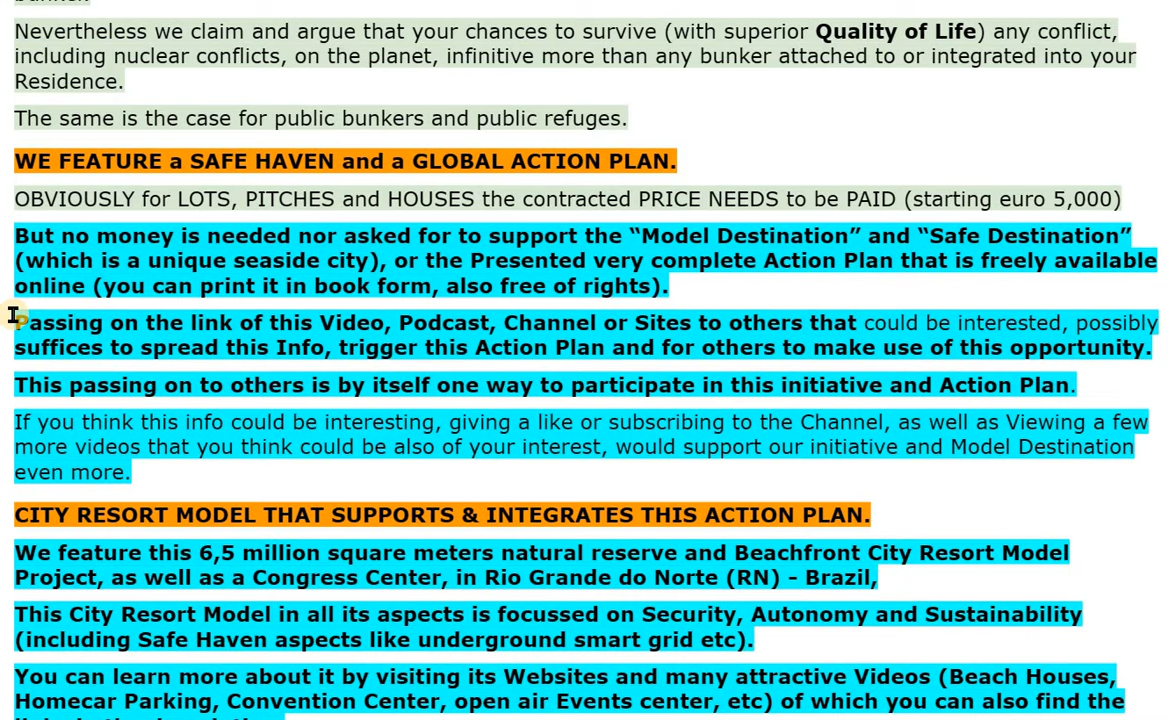 Nevertheless we claim and argue that your chances to survive (with superior Quality of Life) any conflict,
including nuclear conflicts, on the planet, infinitive more than any bunker attached to or integrated into your
Residence.
The same is the case for public bunkers and public refuges.
WE FEATURE a SAFE HAVEN and a GLOBAL ACTION PLAN.
OBVIOUSLY for LOTS, PITCHES and HOUSES the contracted PRICE NEEDS to be PAID (starting euro 5,000)
But no money is needed nor asked for to support the “Model Destination” and “Safe Destination”
(which is a unique seaside city), or the Presented very complete Action Plan that is freely available
online (you can print it in book form, also free of rights).
Passing on the link of this Video, Podcast, Channel or Sites to others that could be interested, possibly
suffices to spread this Info, trigger this Action Plan and for others to make use of this opportunity.
This passing on to others is by itself one way to participate in this initiative and Action Plan.
If you think this info could be interesting, giving a like or subscribing to the Channel, as well as Viewing a few
more videos that you think could be also of your interest, would support our initiative and Model Destination
even more.
CITY RESORT MODEL THAT SUPPORTS & INTEGRATES THIS ACTION PLAN.
We feature this 6,5 million square meters natural reserve and Beachfront City Resort Model
Project, as well as a Congress Center, in Rio Grande do Norte (RN) – Brazil,
This City Resort Model in all its aspects is focussed on Security, Autonomy and Sustainability
(including Safe Haven aspects like underground smart grid etc).
You can learn more about it by visiting its Websites and many attractive Videos (Beach Houses,
Homecar Parking, Convention Center, open air Events center, etc) of which you can also find the